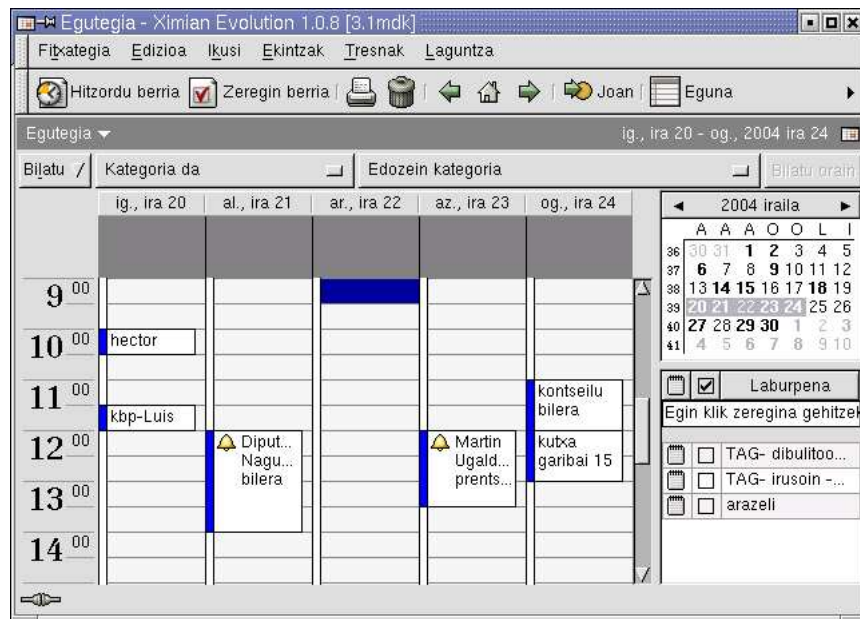 Egutegia - Ximian Evolution 1.0.8 [3.1mdk]
Fitxategia Edizioa Ikusi Ekintzak Tresnak Laguntza
Hitzordu berria Zeregin berria Joan Eguna
Egutegia ig., ira 20 - og., 2004 ira 24
Bilatu Kategoria da Edozein kategoria Bilatu orain
ig., ira 20 al., ira 21 ar., ira 22 az., ira 23 og., ira 24
9 00
10 00
11 00
12 00
13 00
14 00
hector
kbp-Luis
Diput...
Nagu...
bilera
Martin
Ugald...
prents...
kontseilu
bilera
kutxa
garibai 15
2004 iraila
A A A O O L I
36 30 31 1 2 3 4 5
37 6 7 8 9 10 11 12
38 13 14 15 16 17 18 19
39 20 21 22 23 24 25 26
40 27 28 29 30 1 2 3
41 4 5 6 7 8 9 10
Laburpena
Egin klik zeregina gehitzek
TAG- dibulitoo...
TAG- irusoin -...
arazeli